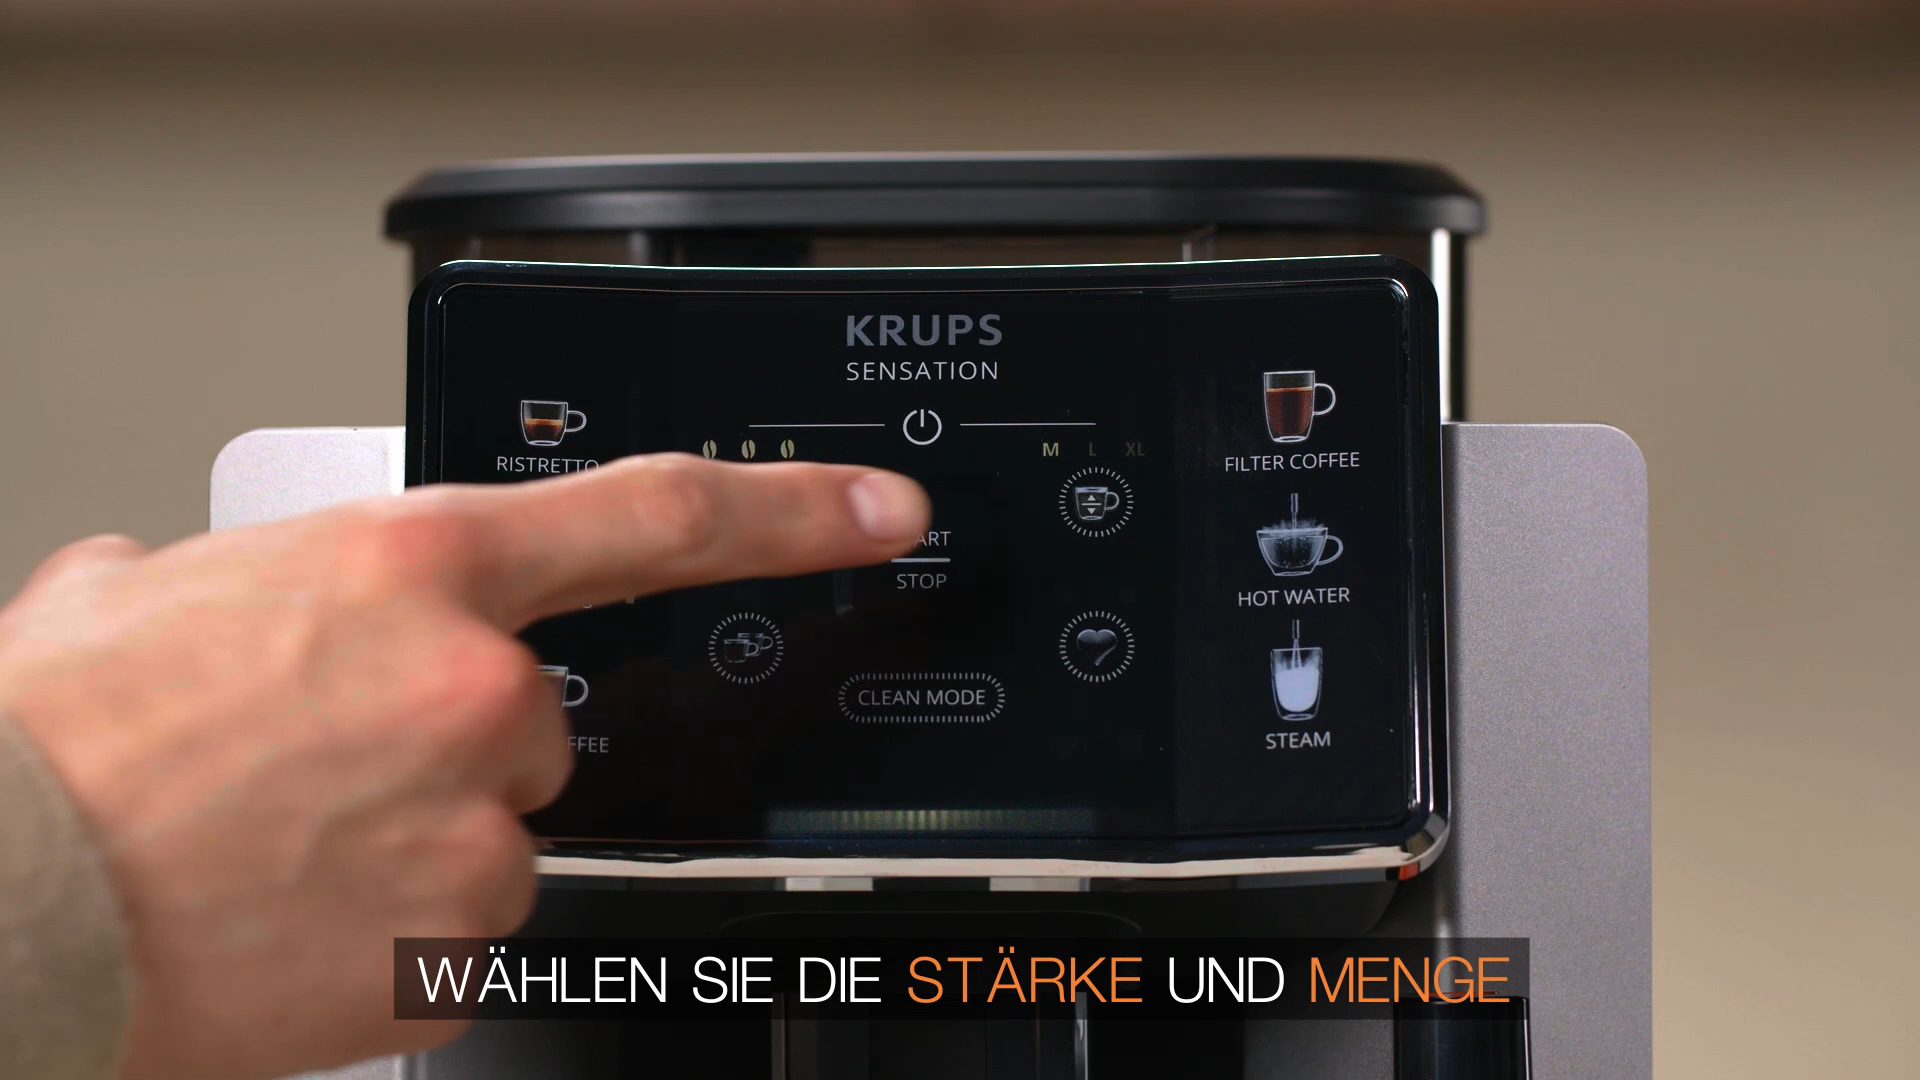 KRUPS
SENSATION
M L XL
RISTRETTO
FILTER COFFEE
STOP
HOT WATER
CLEAN MODE
STEAM
WÄHLEN SIE DIE STÄRKE UND MENGE